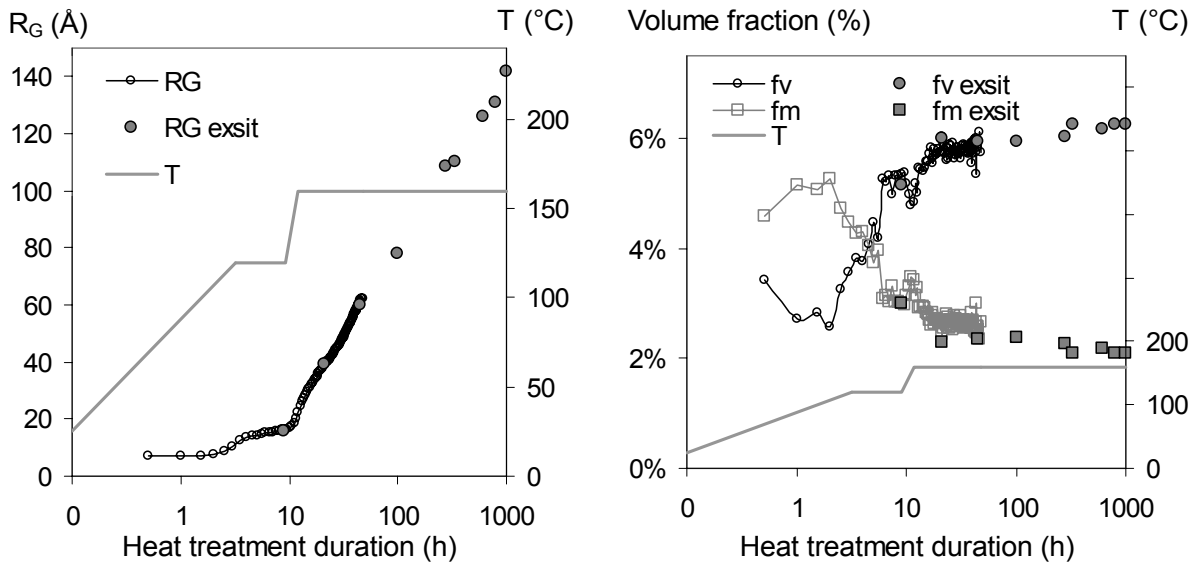 R_G (Å)
T (°C)
140
120
100
80
60
40
20
0
RG
RG exsit
T
200
150
100
50
0
0
1
10
100
1000
Heat treatment duration (h)
Volume fraction (%)
T (°C)
fv
fv exsit
fm
fm exsit
T
6%
4%
2%
0%
200
100
0
0
1
10
100
1000
Heat treatment duration (h)